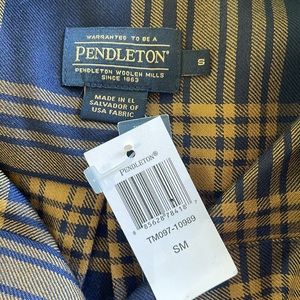 WARRANTED TO BE A
PENDLETON®
PENDLETON WOOLEN MILLS
SINCE 1863
S
MADE IN EL
SALVADOR OF
USA FABRIC
PENDLETON®
TM097-10989
SM